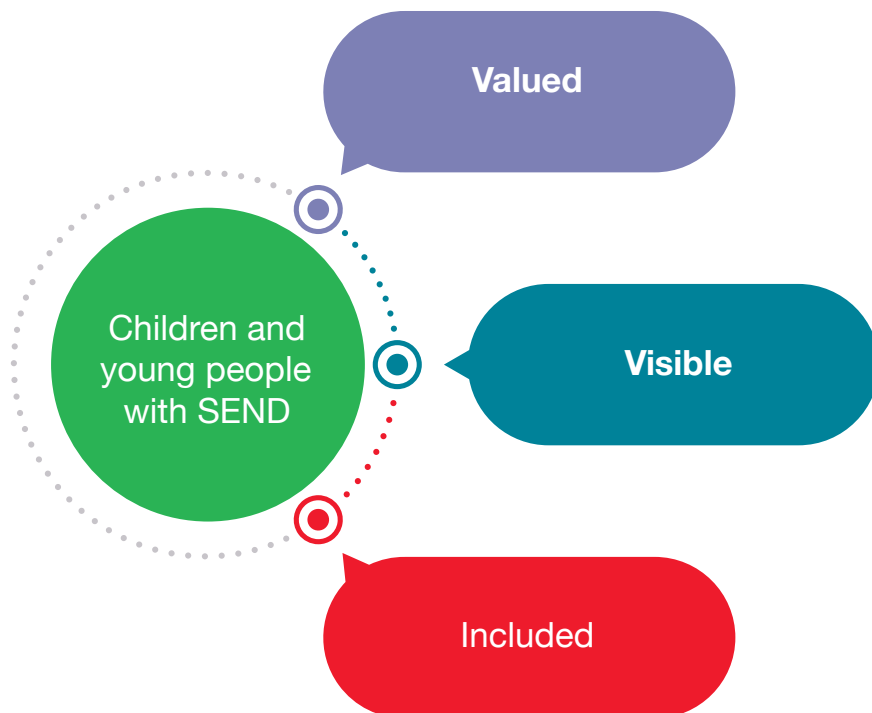 Valued
Children and
young people
with SEND
Visible
Included